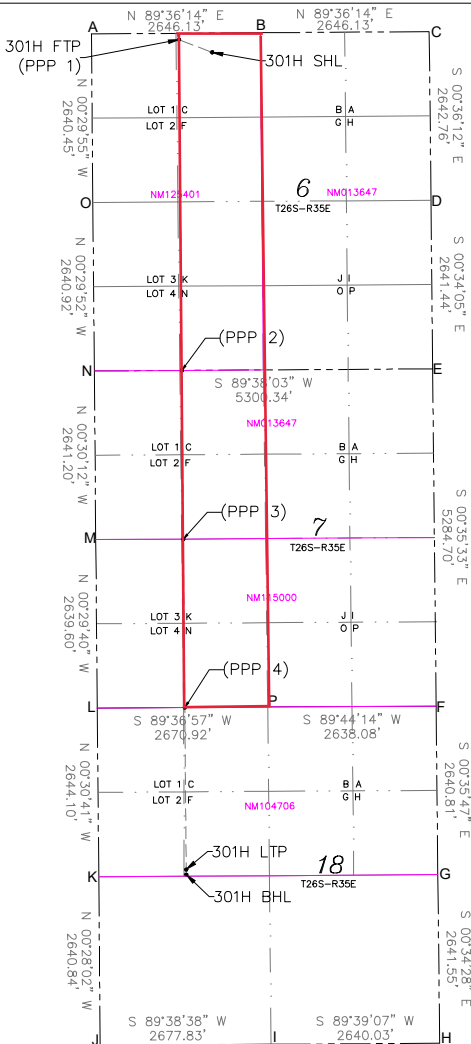 N 89°36'14" E
2646.13'
N 89°36'14" E
2646.13'
A
B
C
301H FTP
(PPP 1)
301H SHL
N 00°29'55" W
2640.45'
S 00°36'12" E
2642.76'
LOT 1 C
LOT 2 F
B A
G H
NM125401
6
NM013647
O
T26S-R35E
D
N 00°29'52" W
2640.92'
S 00°34'05" E
2641.44'
LOT 3 K
LOT 4 N
J I
O P
(PPP 2)
N
E
S 89°38'03" W
5300.34'
NM013647
N 00°30'12" W
2641.20'
LOT 1 C
LOT 2 F
B A
G H
(PPP 3)
S 00°35'33" E
5284.70'
M
7
T26S-R35E
NM115000
N 00°29'40" W
2639.60'
LOT 3 K
LOT 4 N
J I
O P
(PPP 4)
L
P
F
S 89°36'57" W
2670.92'
S 89°44'14" W
2638.08'
N 00°30'41" W
2644.10'
S 00°35'47" E
2640.81'
LOT 1 C
LOT 2 F
B A
G H
NM104706
301H LTP
18
K
T26S-R35E
G
301H BHL
N 00°28'02" W
2640.84'
S 00°34'28" E
2641.55'
S 89°38'38" W
2677.83'
S 89°39'07" W
2640.03'
J
I
H